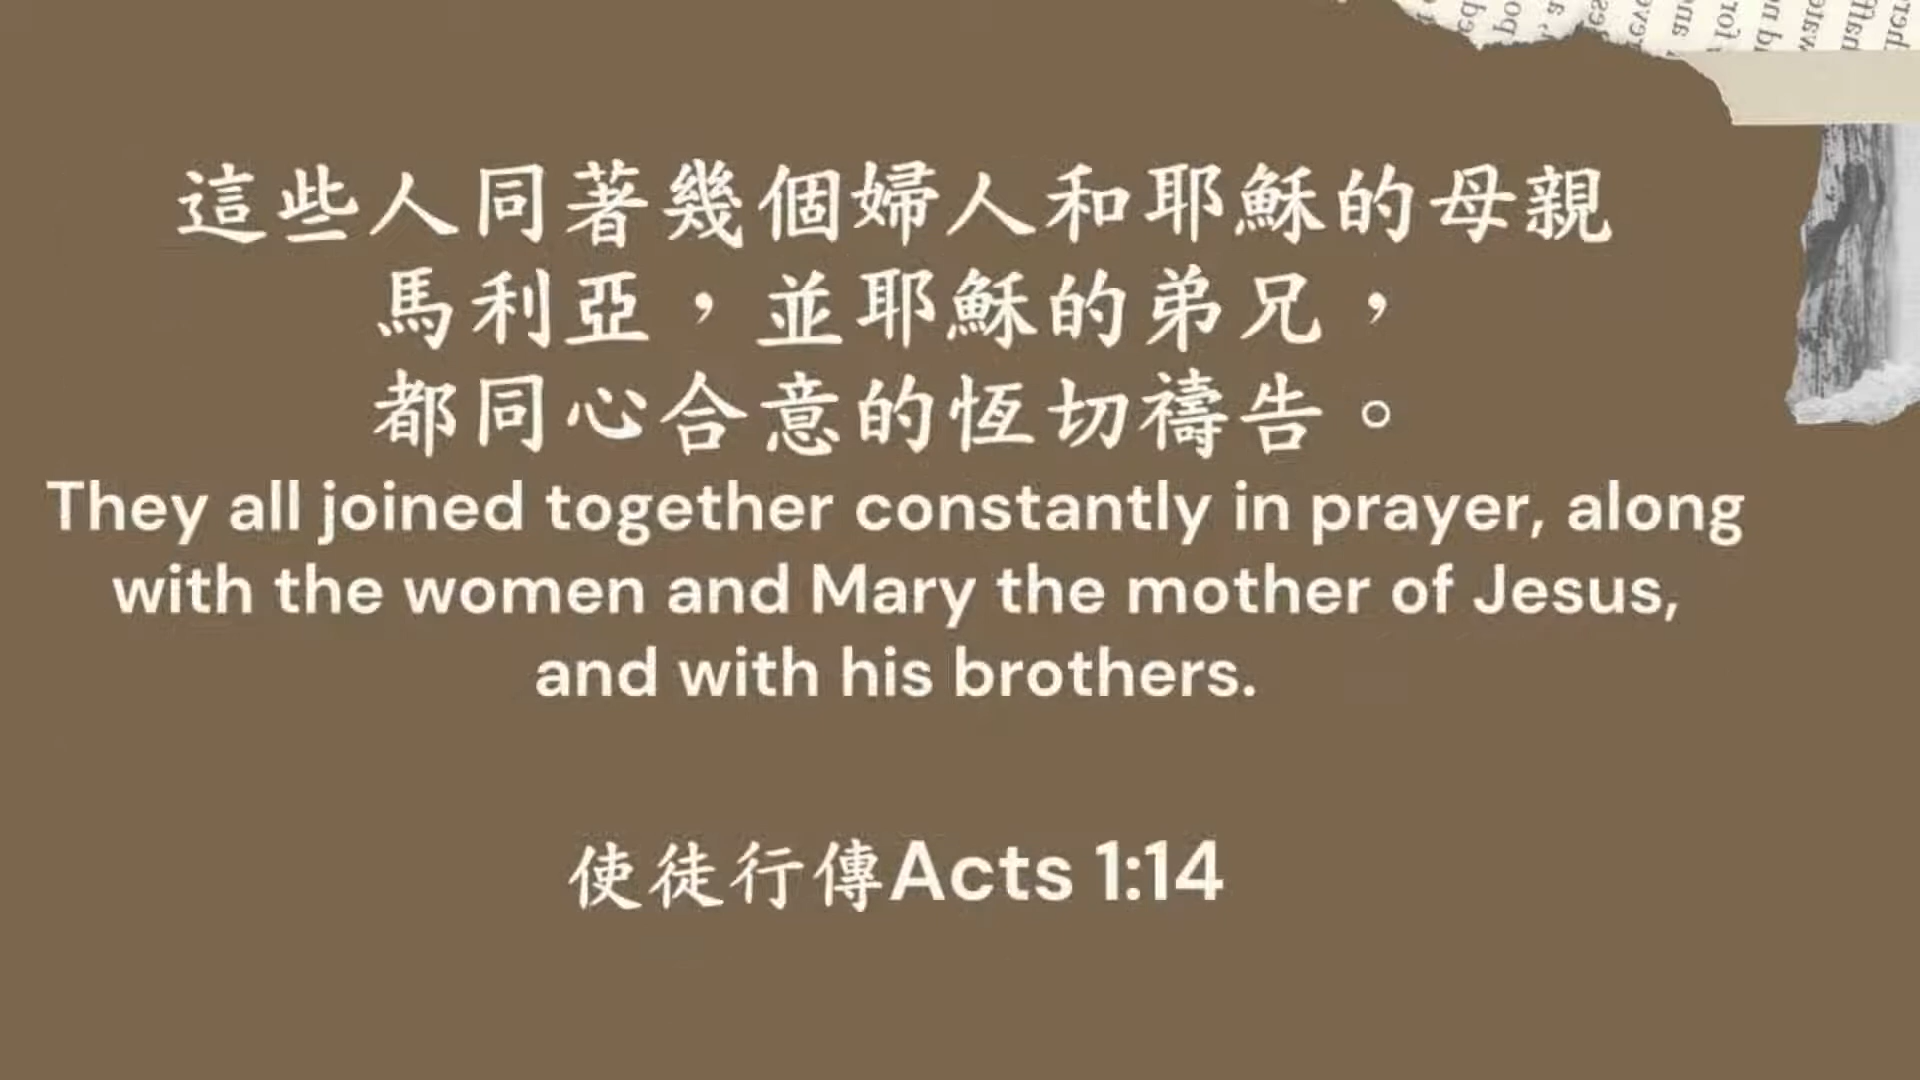 這些人同著幾個婦人和耶穌的母親
馬利亞，並耶穌的弟兄，
都同心合意的恆切禱告。
They all joined together constantly in prayer, along
with the women and Mary the mother of Jesus,
and with his brothers.
使徒行傳Acts 1:14